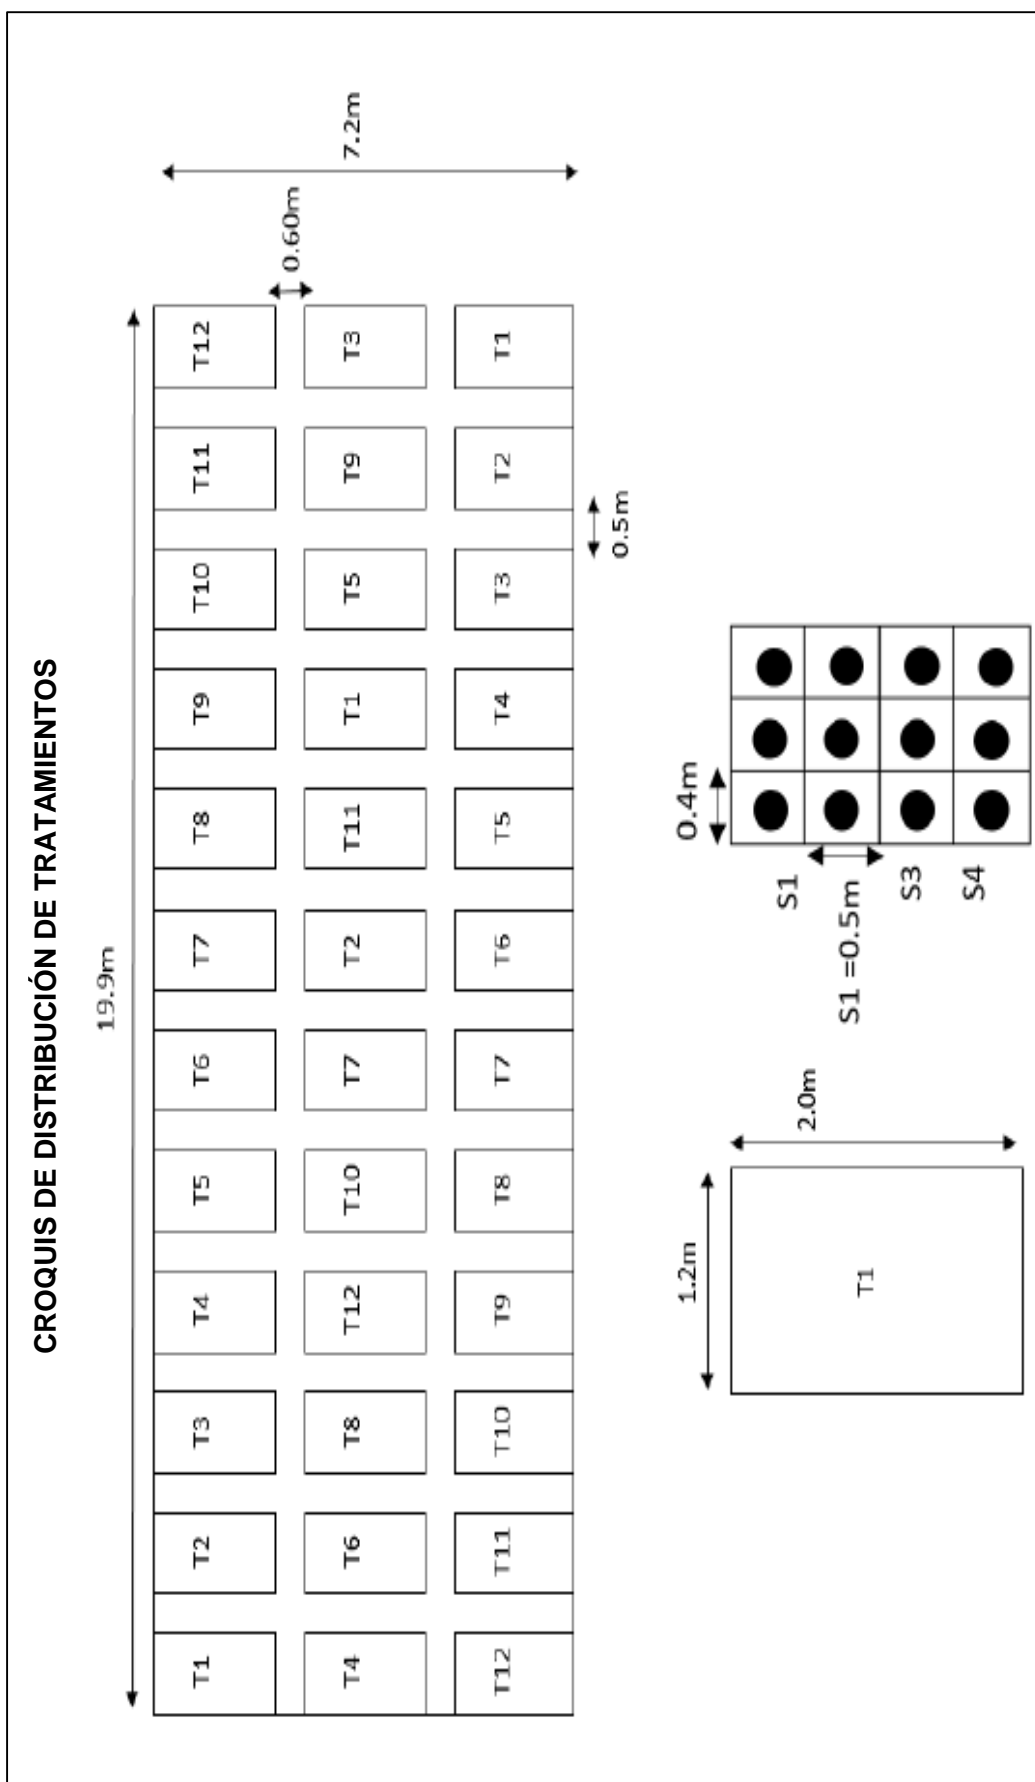 CROQUIS DE DISTRIBUCIÓN DE TRATAMIENTOS
19.9m
T1 T2 T3 T4 T5 T6 T7 T8 T9 T10 T11 T12
0.60m
7.2m
T4 T6 T8 T12 T10 T7 T2 T11 T1 T5 T9 T3
T12 T11 T10 T9 T8 T7 T6 T5 T4 T3 T2 T1
0.5m
1.2m
T1
2.0m
0.4m
S1
S1 =0.5m
S3
S4